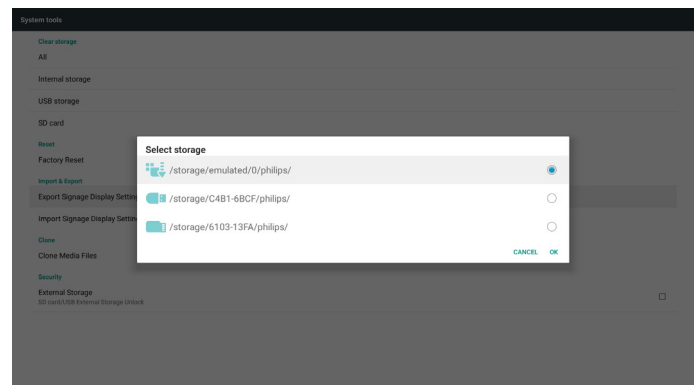 System tools
Clear storage
All
Internal storage
USB storage
SD card
Reset
Factory Reset
Import & Export
Export Signage Display Settin
Import Signage Display Settin
Clone
Clone Media Files
Security
External Storage
SD card/USB External Storage Unlock
Select storage
/storage/emulated/0/philips/
/storage/C4B1-6BCF/philips/
/storage/6103-13FA/philips/
CANCEL OK